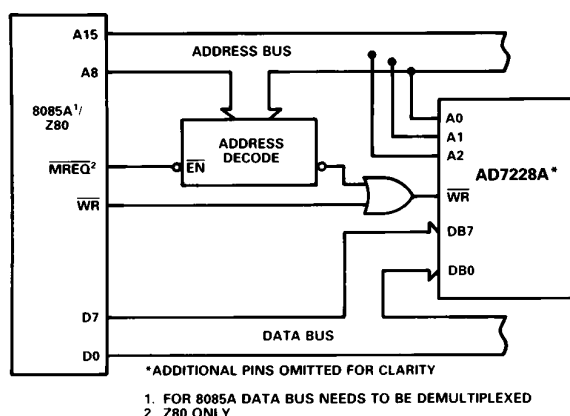 A15
ADDRESS BUS
A8
8085A1/
Z80
A0
A1
A2
ADDRESS
DECODE
MREQ2
EN
AD7228A*
WR
WR
DB7
DB0
D7
DATA BUS
D0
*ADDITIONAL PINS OMITTED FOR CLARITY
1. FOR 8085A DATA BUS NEEDS TO BE DEMULTIPLEXED
2. Z80 ONLY